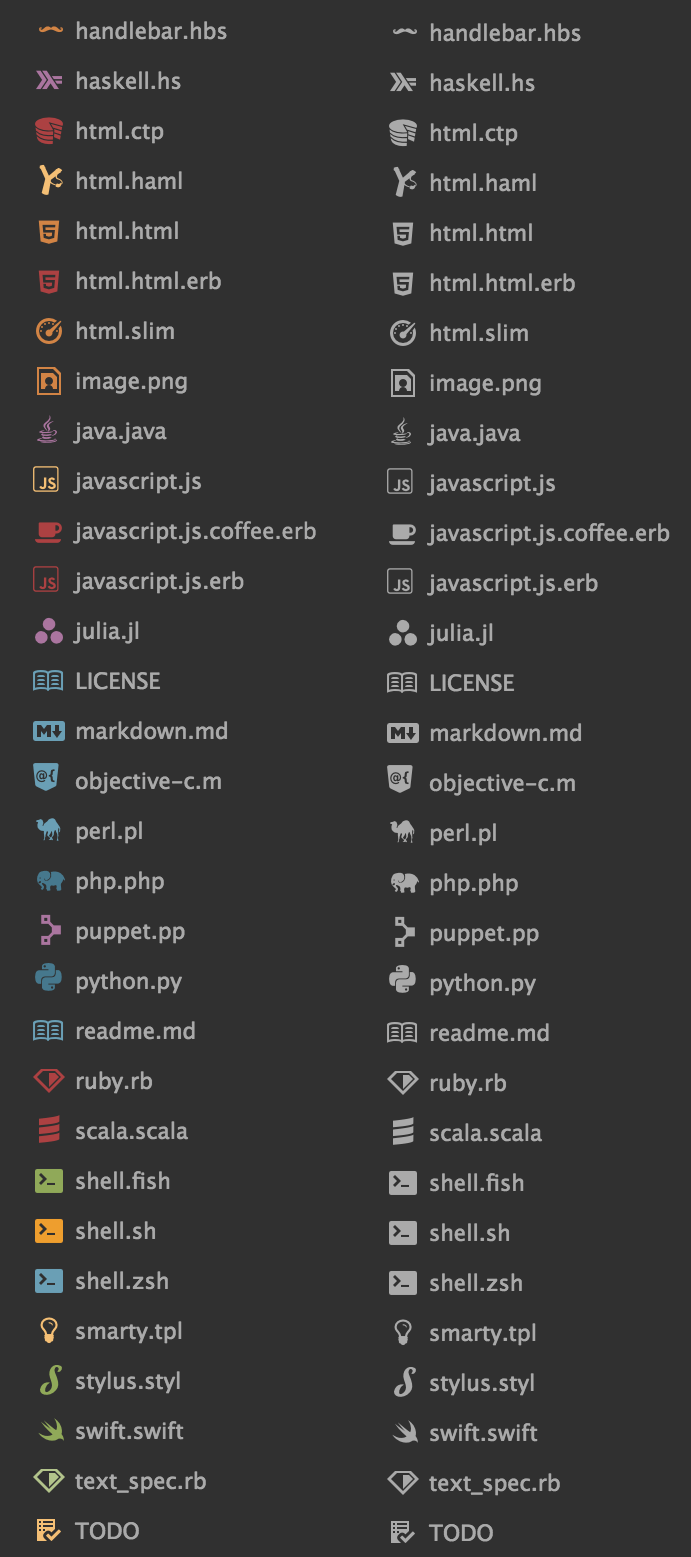 handlebar.hbs handlebar.hbs
haskell.hs haskell.hs
html.ctp html.ctp
html.haml html.haml
html.html html.html
html.html.erb html.html.erb
html.slim html.slim
image.png image.png
java.java java.java
JS javascript.js JS javascript.js
javascript.js.coffee.erb javascript.js.coffee.erb
JS javascript.js.erb JS javascript.js.erb
julia.jl julia.jl
LICENSE LICENSE
M markdown.md M markdown.md
@{ objective-c.m @{ objective-c.m
perl.pl perl.pl
php.php php.php
puppet.pp puppet.pp
python.py python.py
readme.md readme.md
ruby.rb ruby.rb
scala.scala scala.scala
>_ shell.fish >_ shell.fish
>_ shell.sh >_ shell.sh
>_ shell.zsh >_ shell.zsh
smarty.tpl smarty.tpl
stylus.styl stylus.styl
swift.swift swift.swift
text_spec.rb text_spec.rb
TODO TODO